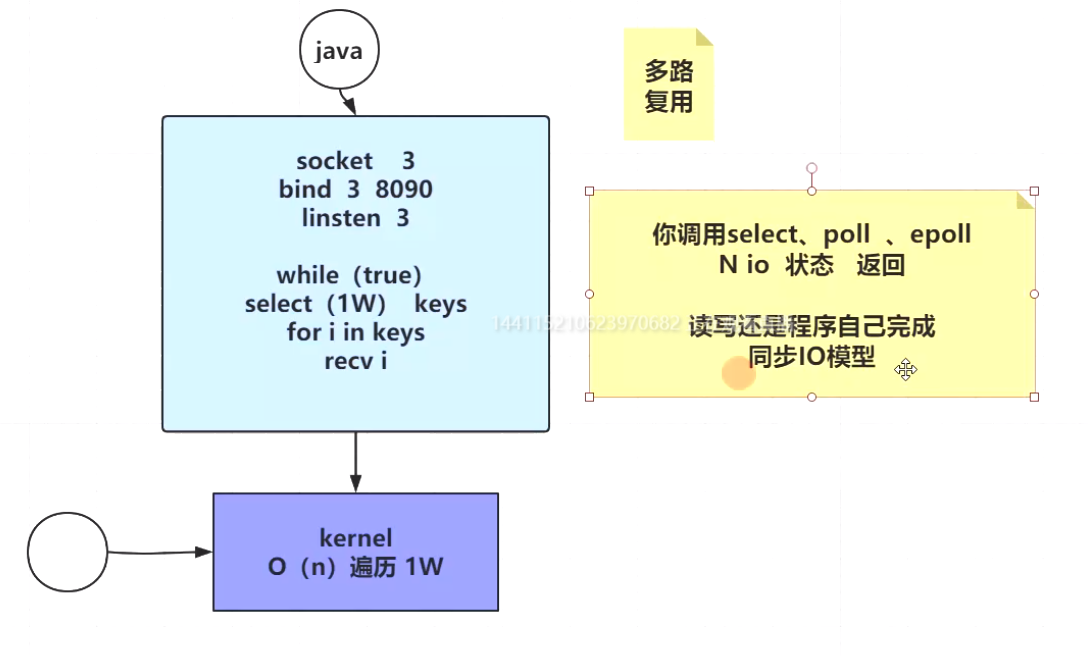 java
多路
复用
socket 3
bind 3 8090
linsten 3
while（true）
select（1W） keys
for i in keys
recv i
你调用select、poll 、epoll
N io 状态 返回
读写还是程序自己完成
同步IO模型
kernel
O（n）遍历 1W